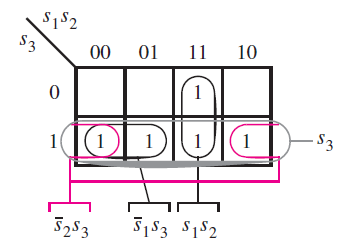 s₁s₂
s₃
00 01 11 10
0 1
1 1 1 1 1 s₃
s̅₂s₃ s̅₁s₃ s₁s₂